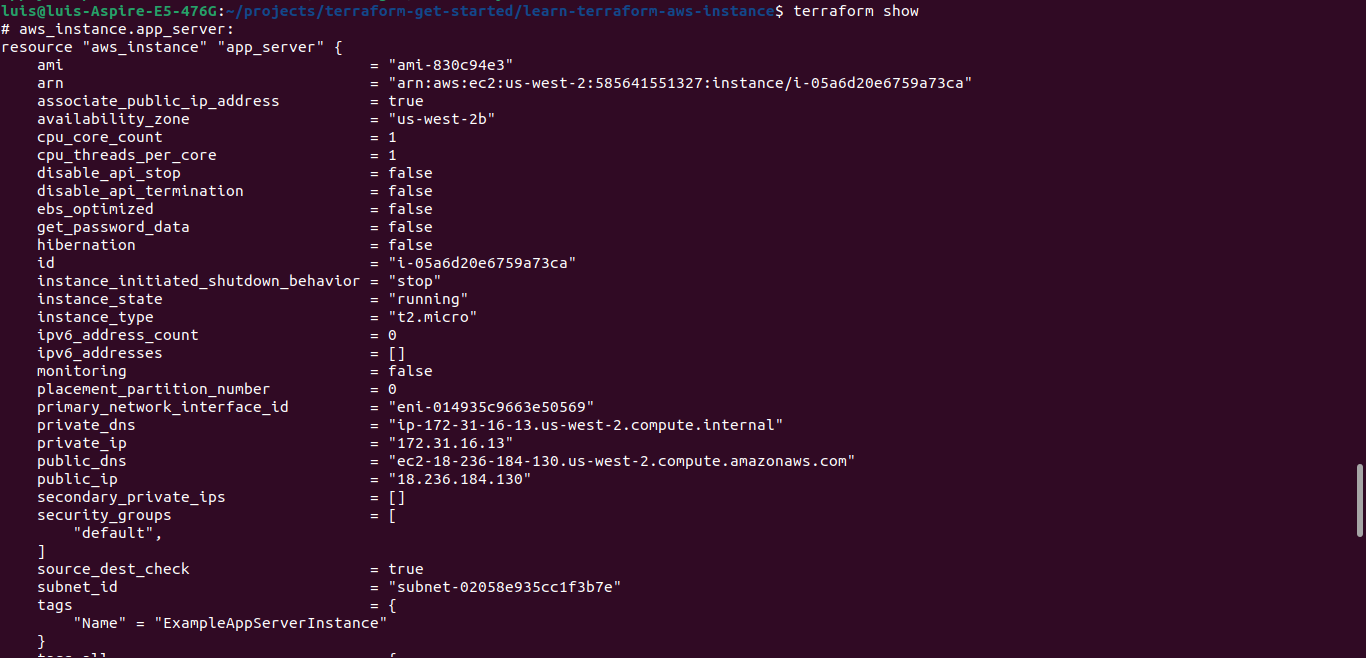 luis@luis-Aspire-E5-476G:~/projects/terraform-get-started/learn-terraform-aws-instance$ terraform show
# aws_instance.app_server:
resource "aws_instance" "app_server" {
    ami                                  = "ami-830c94e3"
    arn                                  = "arn:aws:ec2:us-west-2:585641551327:instance/i-05a6d20e6759a73ca"
    associate_public_ip_address          = true
    availability_zone                    = "us-west-2b"
    cpu_core_count                       = 1
    cpu_threads_per_core                 = 1
    disable_api_stop                     = false
    disable_api_termination              = false
    ebs_optimized                        = false
    get_password_data                    = false
    hibernation                          = false
    id                                   = "i-05a6d20e6759a73ca"
    instance_initiated_shutdown_behavior = "stop"
    instance_state                       = "running"
    instance_type                        = "t2.micro"
    ipv6_address_count                   = 0
    ipv6_addresses                       = []
    monitoring                           = false
    placement_partition_number           = 0
    primary_network_interface_id         = "eni-014935c9663e50569"
    private_dns                          = "ip-172-31-16-13.us-west-2.compute.internal"
    private_ip                           = "172.31.16.13"
    public_dns                           = "ec2-18-236-184-130.us-west-2.compute.amazonaws.com"
    public_ip                            = "18.236.184.130"
    secondary_private_ips                = []
    security_groups                      = [
        "default",
    ]
    source_dest_check                    = true
    subnet_id                            = "subnet-02058e935cc1f3b7e"
    tags                                 = {
        "Name" = "ExampleAppServerInstance"
    }